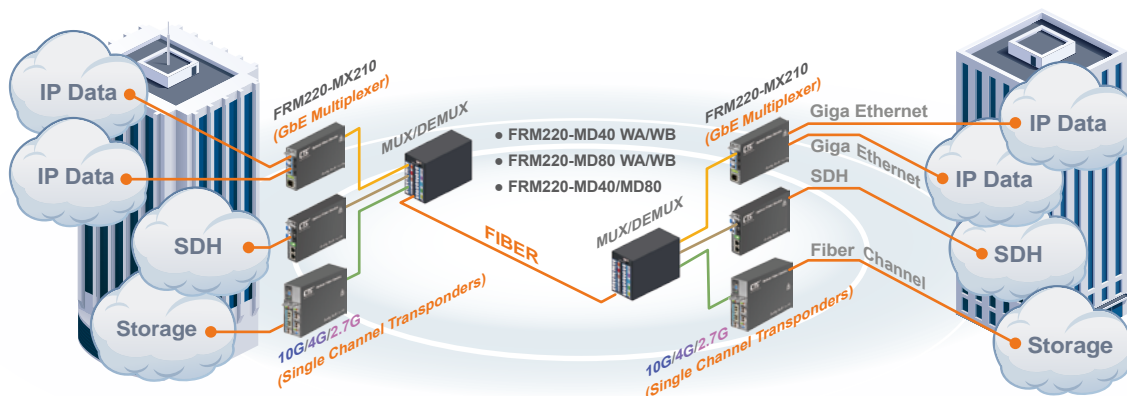 IP Data
IP Data
SDH
Storage
FRM220-MX210
(GbE Multiplexer)
10G/4G/2.7G
(Single Channel Transponders)
MUX/DEMUX
● FRM220-MD40 WA/WB
● FRM220-MD80 WA/WB
● FRM220-MD40/MD80
FIBER
MUX/DEMUX
FRM220-MX210
(GbE Multiplexer)
10G/4G/2.7G
(Single Channel Transponders)
Giga Ethernet
Giga Ethernet
SDH
Fiber Channel
IP Data
IP Data
SDH
Storage